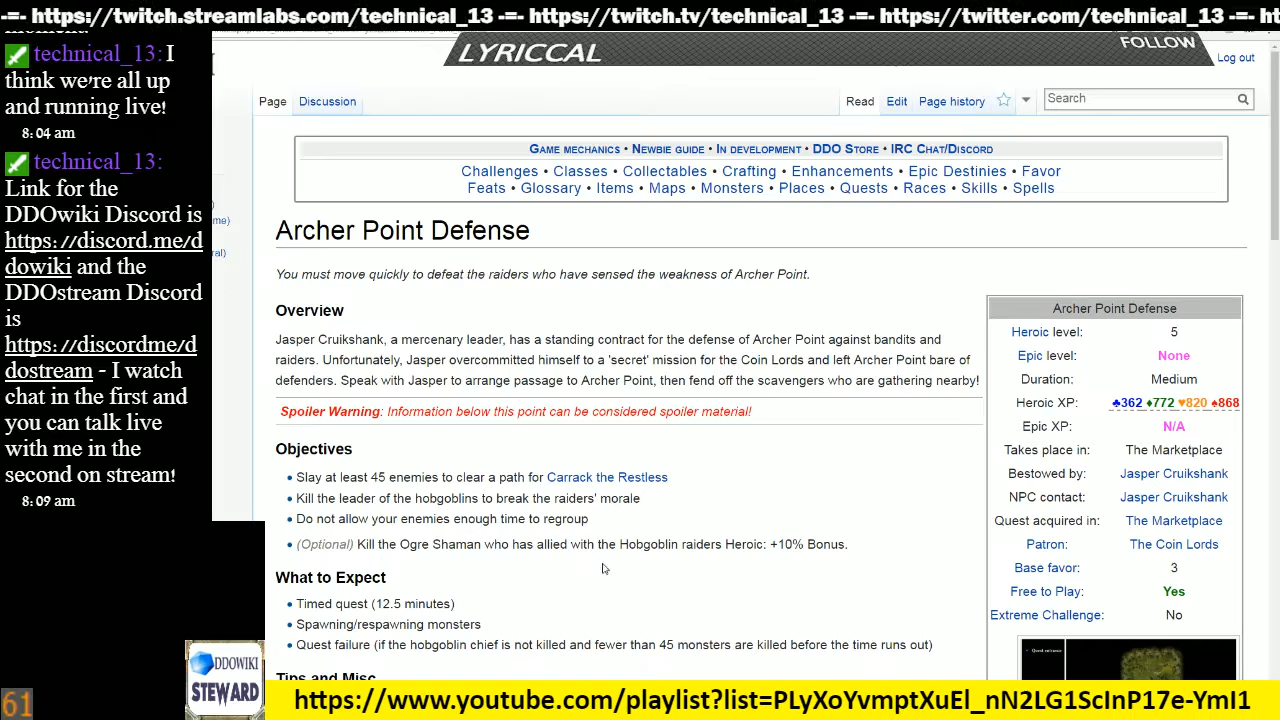 -=- https://twitch.streamlabs.com/technical_13 -=- https://twitch.tv/technical_13 -=- https://twitter.com/technical_13 -=- ht
technical_13: I
think we're all up
and running live!
8:04 am
technical_13:
Link for the
DDOwiki Discord is
https://discord.me/d
dowiki and the
DDOstream Discord
is
https://discordme/d
dostream - I watch
chat in the first and
you can talk live
with me in the
second on stream!
8:09 am
61
DDOWIKI
STEWARD
LYRICCAL
FOLLOW
Log out
Page Discussion
Read Edit Page history
Search
Game mechanics • Newbie guide • In development • DDO Store • IRC Chat/Discord
Challenges • Classes • Collectables • Crafting • Enhancements • Epic Destinies • Favor
Feats • Glossary • Items • Maps • Monsters • Places • Quests • Races • Skills • Spells
Archer Point Defense
You must move quickly to defeat the raiders who have sensed the weakness of Archer Point.
Overview
Jasper Cruikshank, a mercenary leader, has a standing contract for the defense of Archer Point against bandits and
raiders. Unfortunately, Jasper overcommitted himself to a 'secret' mission for the Coin Lords and left Archer Point bare of
defenders. Speak with Jasper to arrange passage to Archer Point, then fend off the scavengers who are gathering nearby!
Spoiler Warning: Information below this point can be considered spoiler material!
Objectives
• Slay at least 45 enemies to clear a path for Carrack the Restless
• Kill the leader of the hobgoblins to break the raiders' morale
• Do not allow your enemies enough time to regroup
• (Optional) Kill the Ogre Shaman who has allied with the Hobgoblin raiders Heroic: +10% Bonus.
What to Expect
• Timed quest (12.5 minutes)
• Spawning/respawning monsters
• Quest failure (if the hobgoblin chief is not killed and fewer than 45 monsters are killed before the time runs out)
Tips and Misc
Archer Point Defense
Heroic level: 5
Epic level: None
Duration: Medium
Heroic XP: ♣362 ♦772 ♥820 ♠868
Epic XP: N/A
Takes place in: The Marketplace
Bestowed by: Jasper Cruikshank
NPC contact: Jasper Cruikshank
Quest acquired in: The Marketplace
Patron: The Coin Lords
Base favor: 3
Free to Play: Yes
Extreme Challenge: No
https://www.youtube.com/playlist?list=PLyXoYvmptXuEl_nN2LG1ScInP17e-YmI1